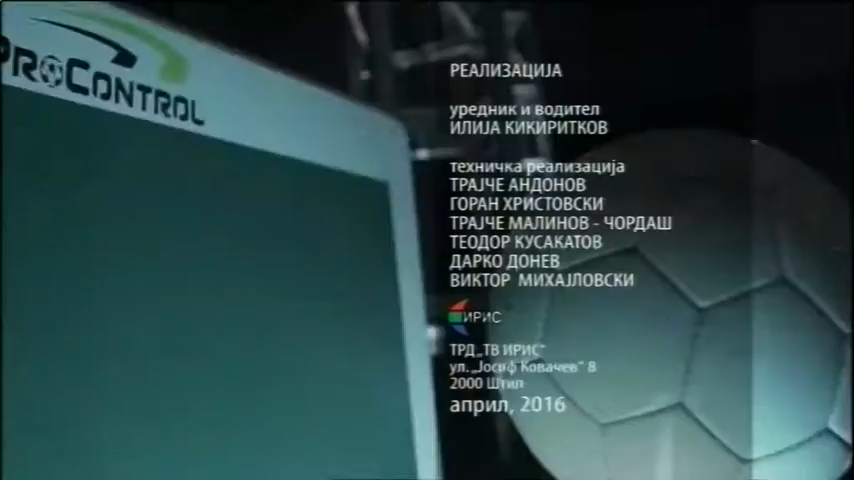 PROCONTROL
РЕАЛИЗАЦИЈА
уредник и водител
ИЛИЈА КИКИРИТКОВ
техничка реализација
ТРАЈЧЕ АНДОНОВ
ГОРАН ХРИСТОВСКИ
ТРАЈЧЕ МАЛИНОВ - ЧОРДАШ
ТЕОДОР КУСАКАТОВ
ДАРКО ДОНЕВ
ВИКТОР МИХАЈЛОВСКИ
ИРИС
ТРД„ТВ ИРИС"
ул. „Јосиф Ковачев" 8
2000 Штип
април, 2016